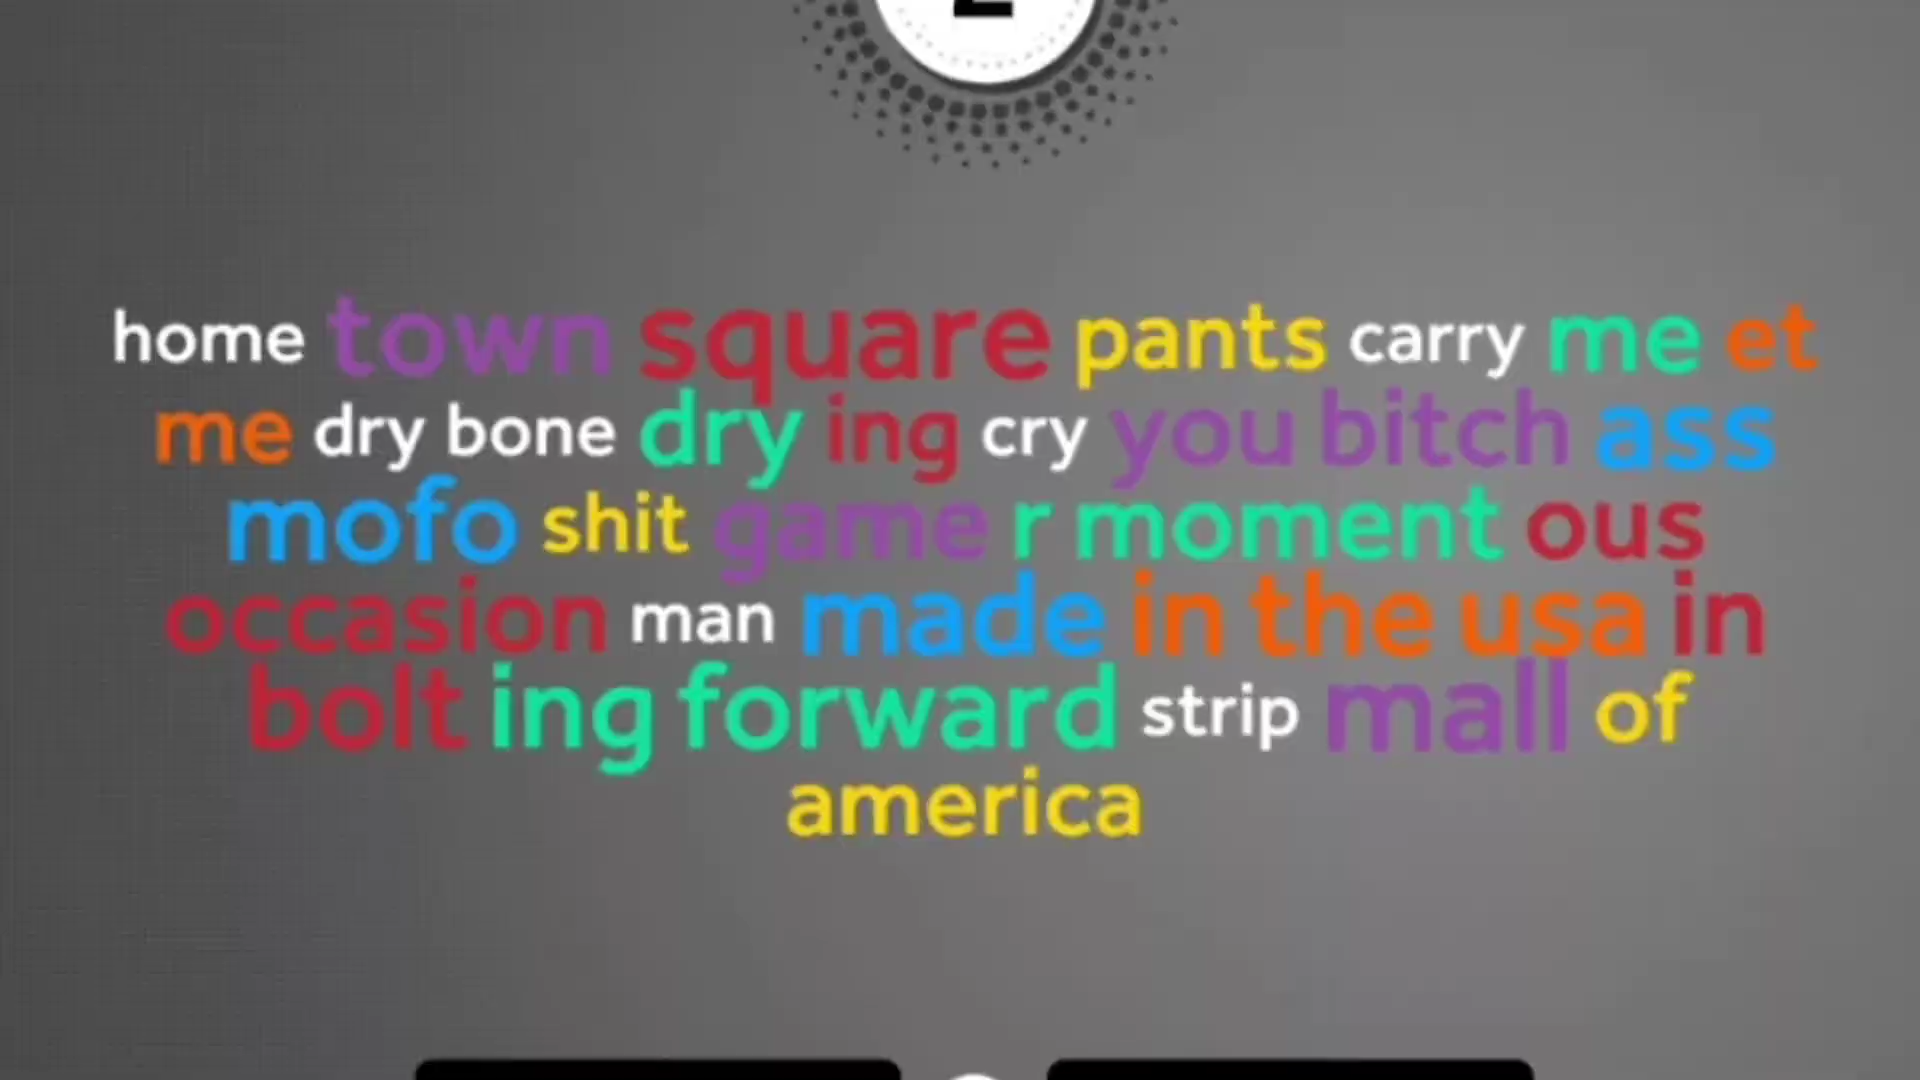 home town square pants carry me et
me dry bone dry ing cry you bitch ass
mofo shit game r moment ous
occasion man made in the usa in
bolt ing forward strip mall of
america